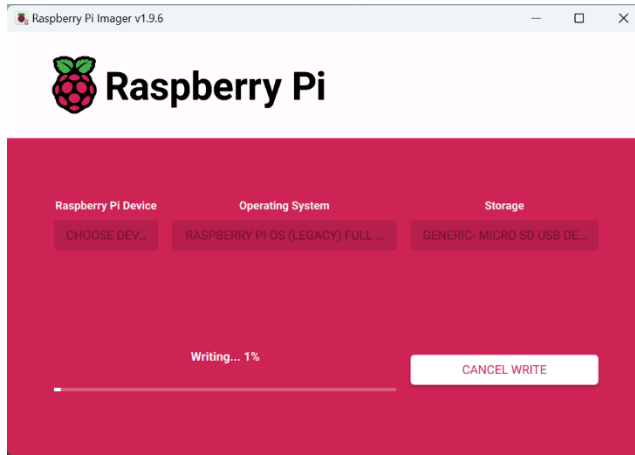 Raspberry Pi Imager v1.9.6
Raspberry Pi
Raspberry Pi Device
Operating System
Storage
CHOOSE DEV...
RASPBERRY PI OS (LEGACY) FULL ...
GENERIC- MICRO SD USB DE...
Writing... 1%
CANCEL WRITE